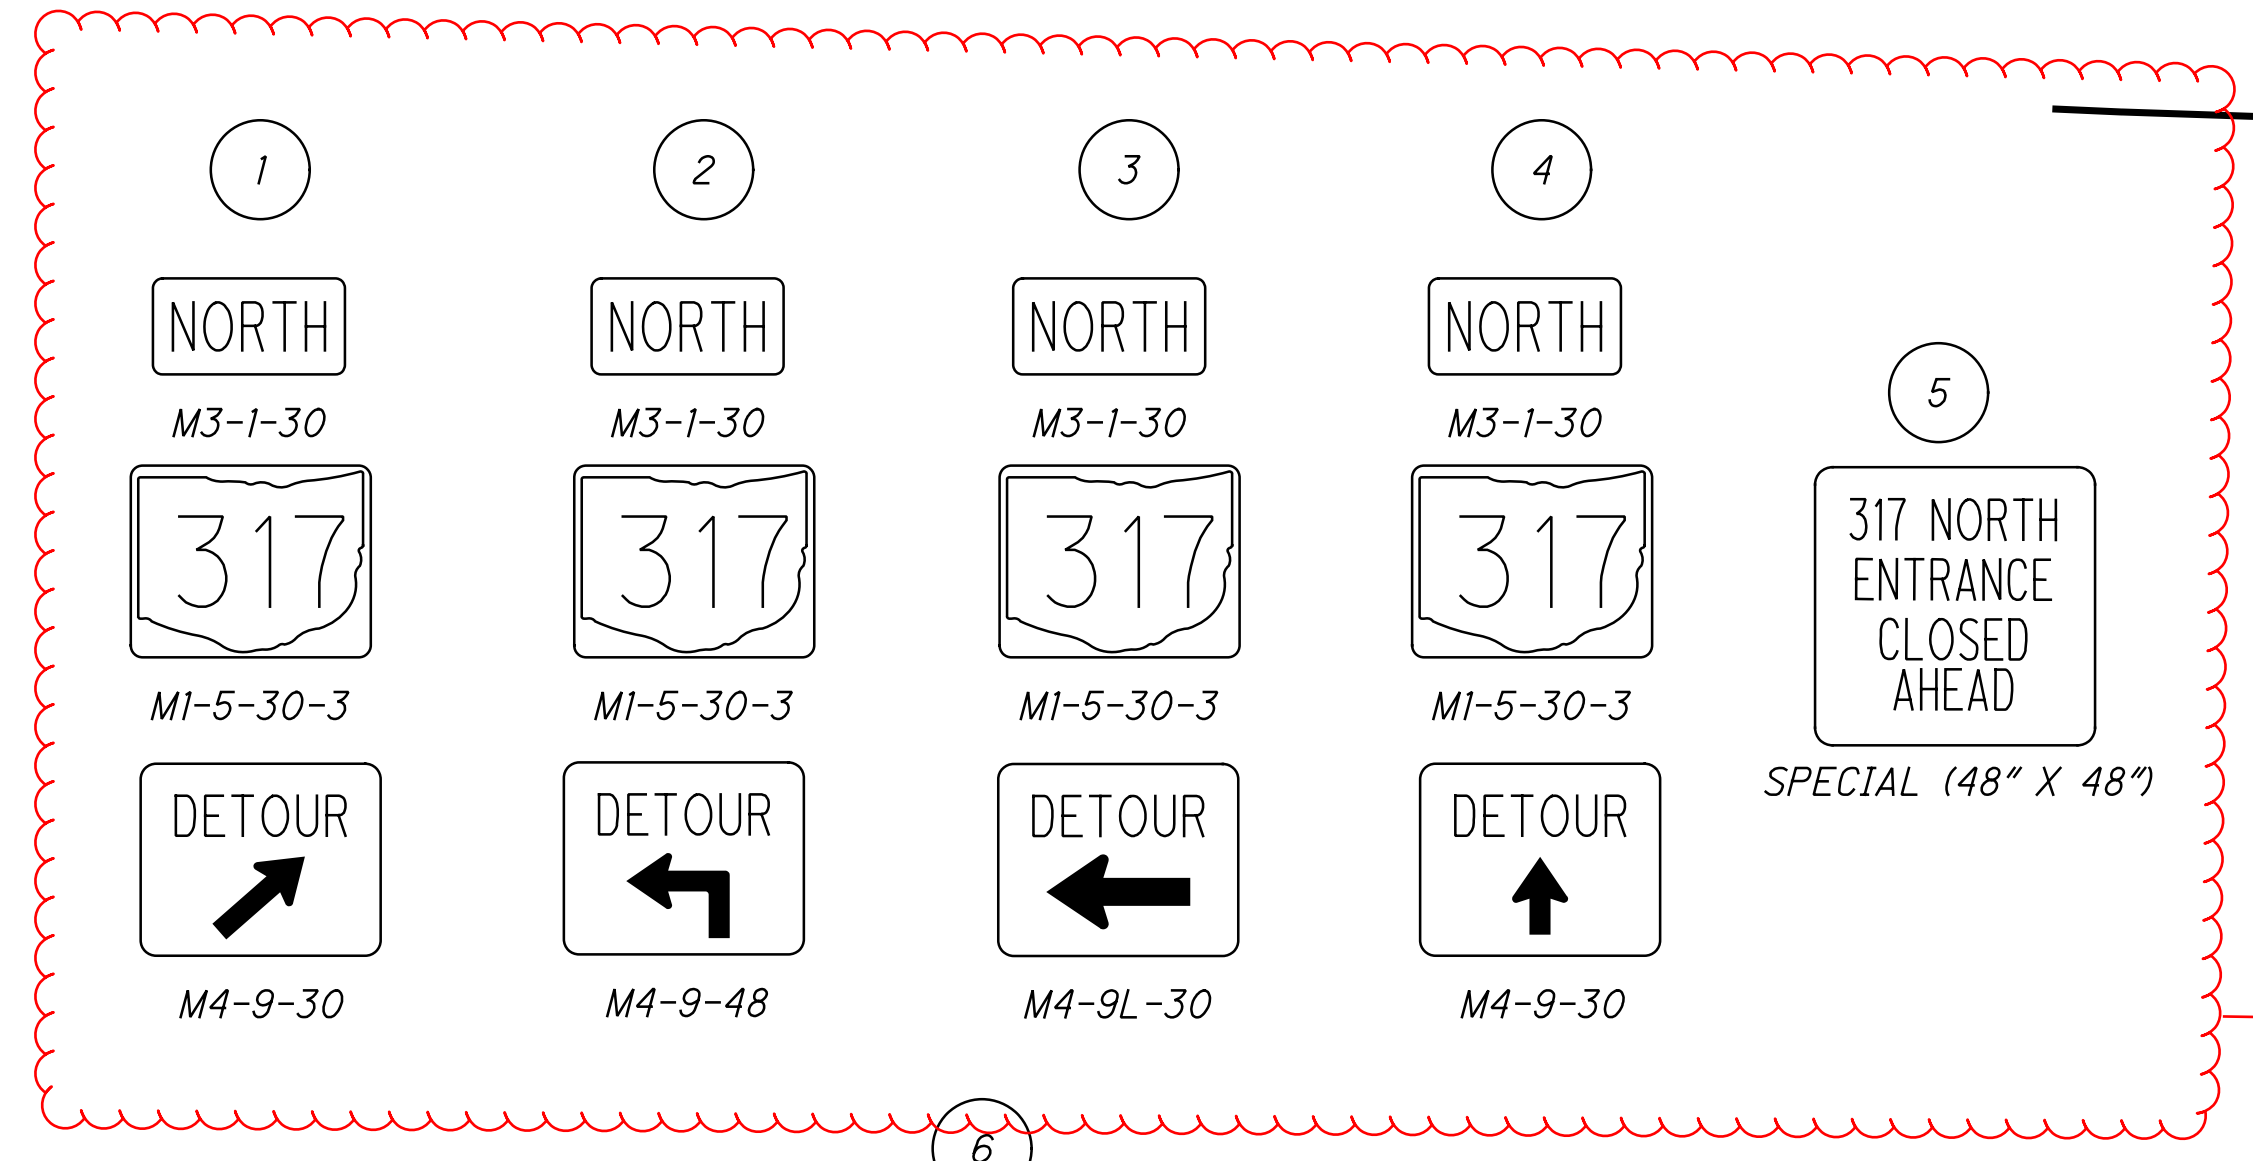 1
NORTH
M3-1-30
317
M1-5-30-3
DETOUR
M4-9-30
2
NORTH
M3-1-30
317
M1-5-30-3
DETOUR
M4-9-48
3
NORTH
M3-1-30
317
M1-5-30-3
DETOUR
M4-9L-30
4
NORTH
M3-1-30
317
M1-5-30-3
DETOUR
M4-9-30
5
317 NORTH
ENTRANCE
CLOSED
AHEAD
SPECIAL (48" X 48")
6